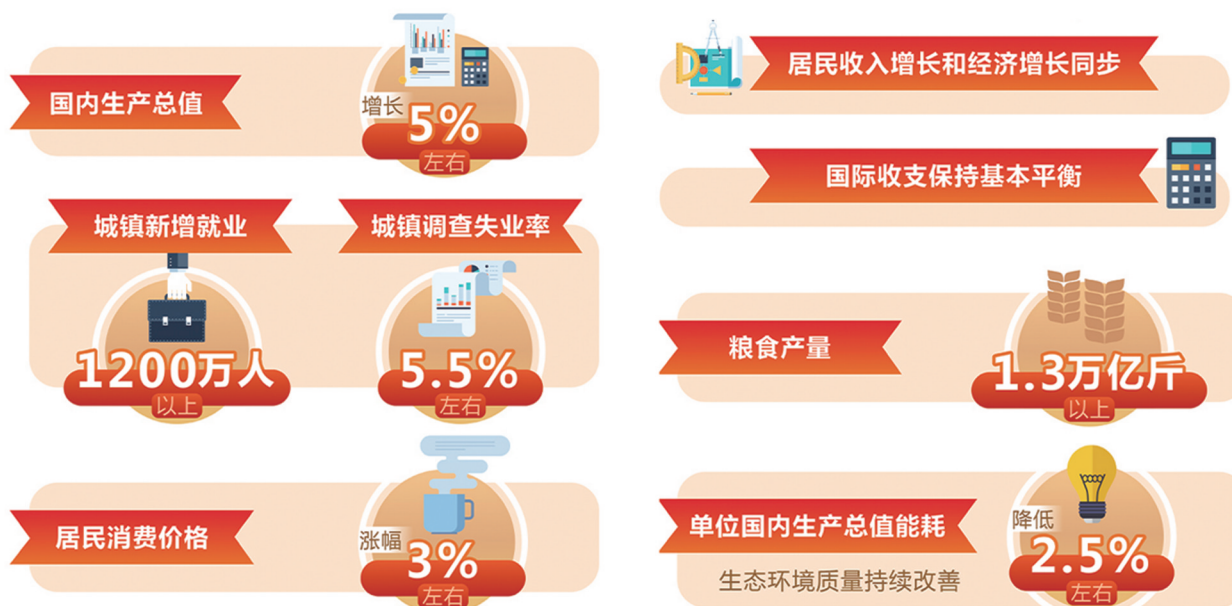 国内生产总值
增长
5%
左右
城镇新增就业
1200万人
以上
城镇调查失业率
5.5%
左右
居民消费价格
涨幅
3%
左右
居民收入增长和经济增长同步
国际收支保持基本平衡
粮食产量
1.3万亿斤
以上
单位国内生产总值能耗
降低
2.5%
左右
生态环境质量持续改善